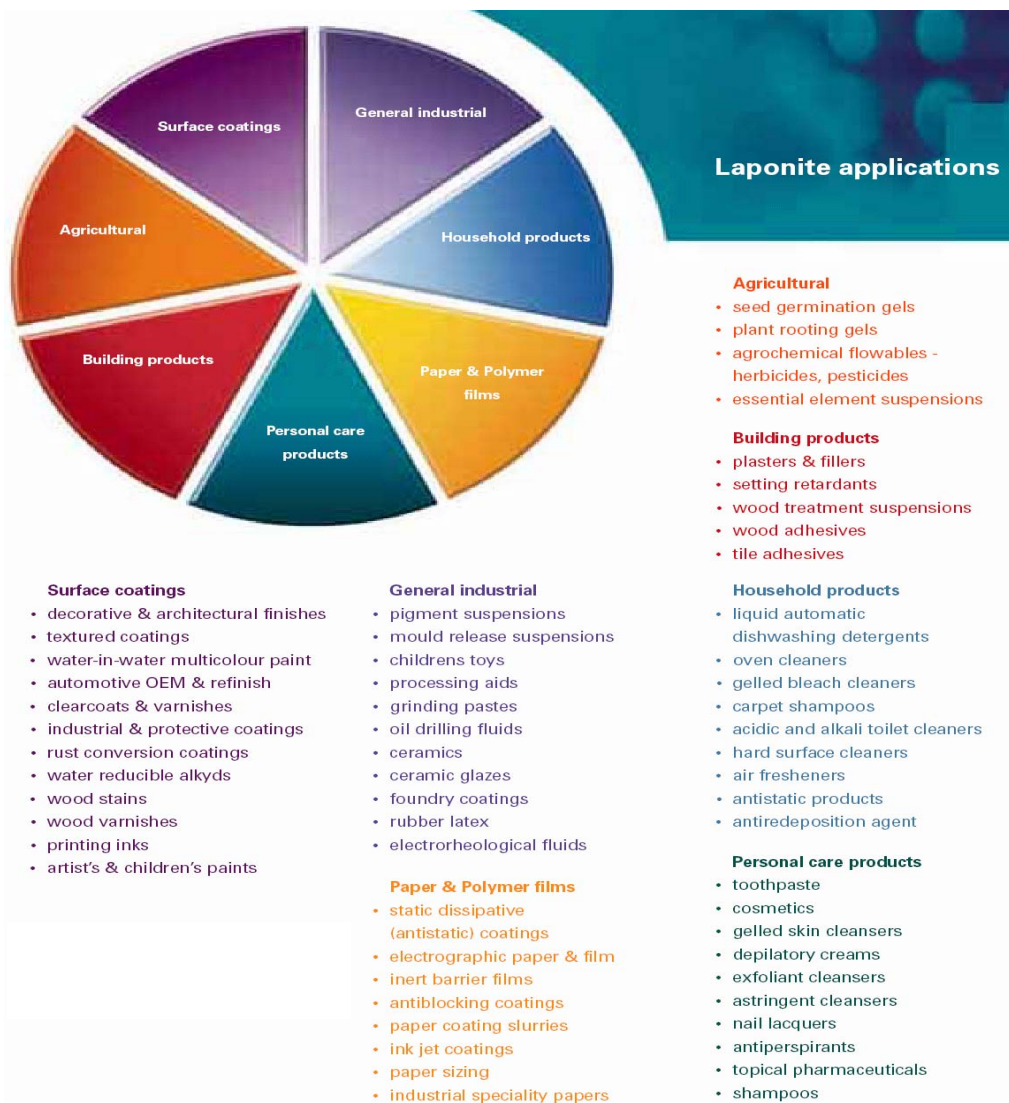 Surface coatings
General industrial
Agricultural
Household products
Building products
Paper & Polymer
films
Personal care
products
Laponite applications
Agricultural
• seed germination gels
• plant rooting gels
• agrochemical flowables -
herbicides, pesticides
• essential element suspensions
Building products
• plasters & fillers
• setting retardants
• wood treatment suspensions
• wood adhesives
• tile adhesives
Surface coatings
• decorative & architectural finishes
• textured coatings
• water-in-water multicolour paint
• automotive OEM & refinish
• clearcoats & varnishes
• industrial & protective coatings
• rust conversion coatings
• water reducible alkyds
• wood stains
• wood varnishes
• printing inks
• artist's & children's paints
General industrial
• pigment suspensions
• mould release suspensions
• childrens toys
• processing aids
• grinding pastes
• oil drilling fluids
• ceramics
• ceramic glazes
• foundry coatings
• rubber latex
• electrorheological fluids
Paper & Polymer films
• static dissipative
(antistatic) coatings
• electrographic paper & film
• inert barrier films
• antiblocking coatings
• paper coating slurries
• ink jet coatings
• paper sizing
• industrial speciality papers
Household products
• liquid automatic
dishwashing detergents
• oven cleaners
• gelled bleach cleaners
• carpet shampoos
• acidic and alkali toilet cleaners
• hard surface cleaners
• air fresheners
• antistatic products
• antiredeposition agent
Personal care products
• toothpaste
• cosmetics
• gelled skin cleansers
• depilatory creams
• exfoliant cleansers
• astringent cleansers
• nail lacquers
• antiperspirants
• topical pharmaceuticals
• shampoos